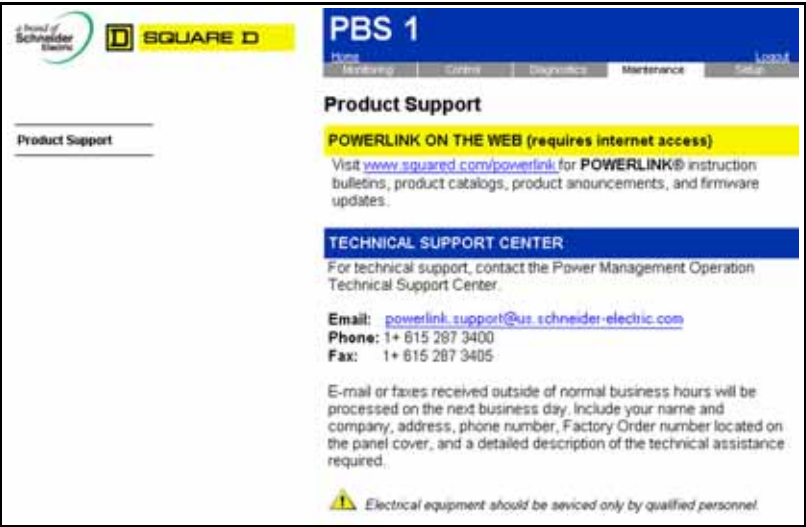 a brand of
Schneider
Electric
SQUARE D
PBS 1
Home
Logout
Monitoring
Control
Diagnostics
Maintenance
Setup
Product Support
Product Support
POWERLINK ON THE WEB (requires internet access)
Visit www.squared.com/powerlink for POWERLINK® instruction
bulletins, product catalogs, product anouncements, and firmware
updates.
TECHNICAL SUPPORT CENTER
For technical support, contact the Power Management Operation
Technical Support Center.
Email: powerlink.support@us.schneider-electric.com
Phone: 1+ 615 287 3400
Fax: 1+ 615 287 3405
E-mail or faxes received outside of normal business hours will be
processed on the next business day. Include your name and
company, address, phone number, Factory Order number located on
the panel cover, and a detailed description of the technical assistance
required.
Electrical equipment should be seviced only by qualified personnel.